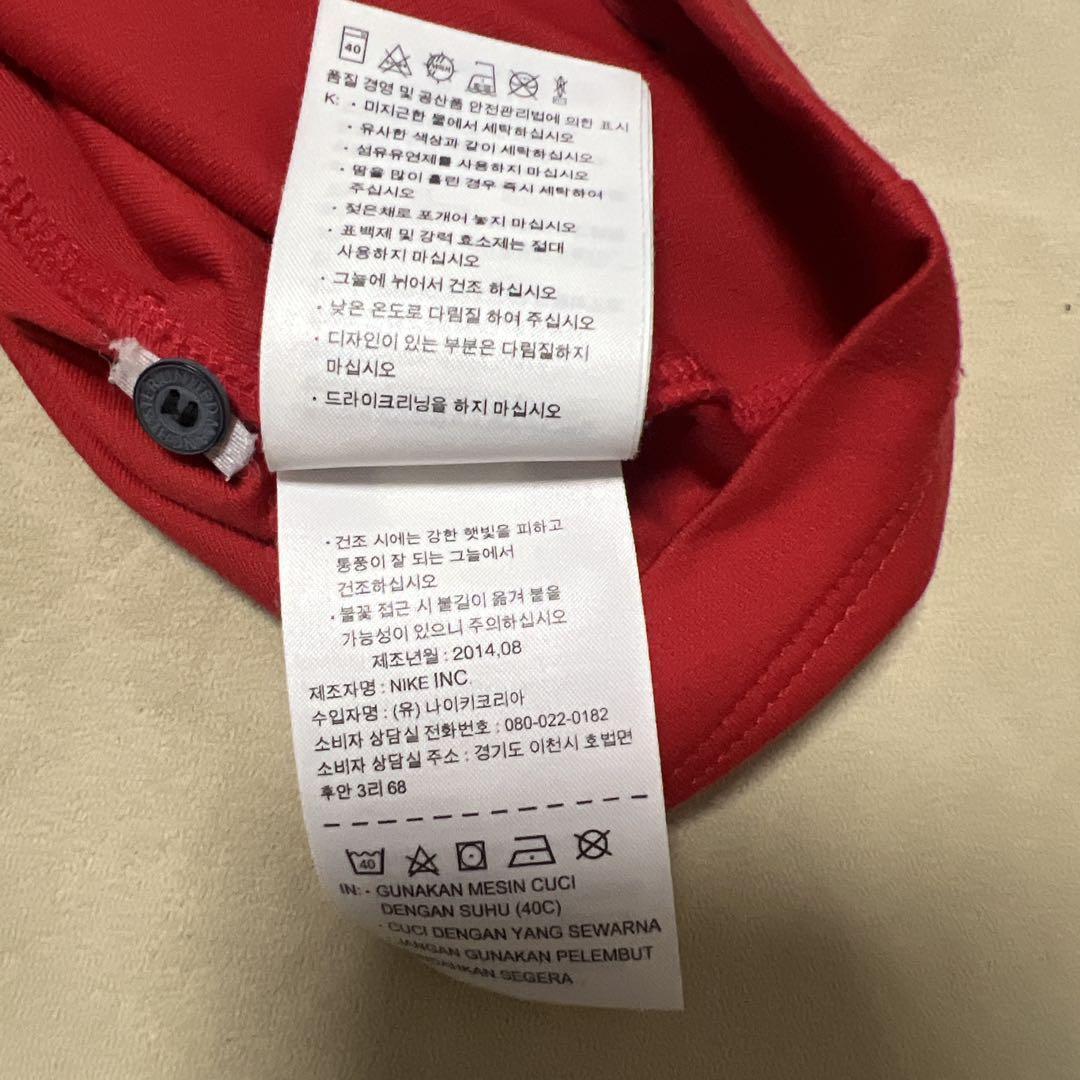 40
품질 경영 및 공산품 안전관리법에 의한 표시
K: · 미지근한 물에서 세탁하십시오
· 유사한 색상과 같이 세탁하십시오
· 섬유유연제를 사용하지 마십시오
· 땀을 많이 흘린 경우 즉시 세탁하여
주십시오
· 젖은채로 포개어 놓지 마십시오
· 표백제 및 강력 효소제는 절대
사용하지 마십시오
· 그늘에 뉘어서 건조 하십시오
· 낮은 온도로 다림질 하여 주십시오
· 디자인이 있는 부분은 다림질하지
마십시오
· 드라이크리닝을 하지 마십시오
MANCHESTER UNITED
· 건조 시에는 강한 햇빛을 피하고
통풍이 잘 되는 그늘에서
건조하십시오
· 불꽃 접근 시 불길이 옮겨 붙을
가능성이 있으니 주의하십시오
제조년월 : 2014,08
제조자명 : NIKE INC
수입자명 : (유) 나이키코리아
소비자 상담실 전화번호 : 080-022-0182
소비자 상담실 주소 : 경기도 이천시 호법면
후안 3리 68
40
IN: · GUNAKAN MESIN CUCI
DENGAN SUHU (40C)
· CUCI DENGAN YANG SEWARNA
JANGAN GUNAKAN PELEMBUT
SEGERA